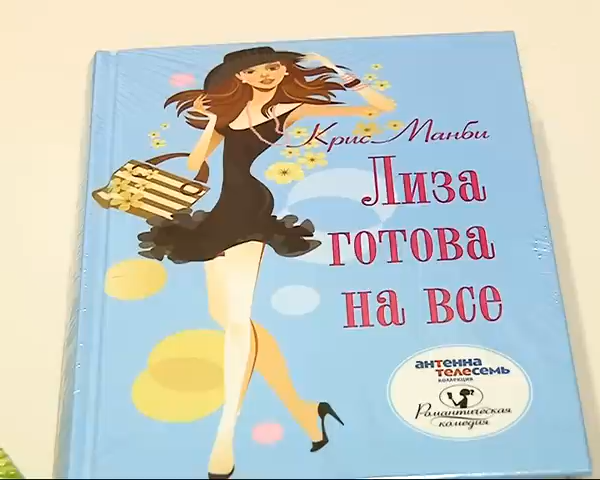 Крис Манби
Лиза
готова
на все
антенна
телесемь
коллекция
Романтическая
комедия